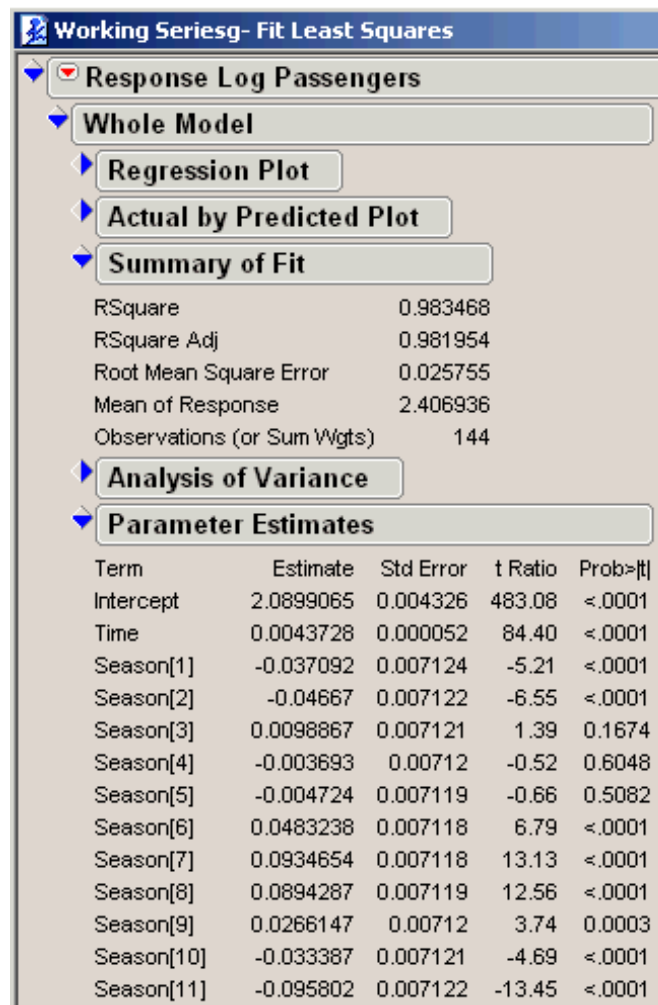 Working Seriesg- Fit Least Squares
Response Log Passengers
Whole Model
Regression Plot
Actual by Predicted Plot
Summary of Fit
RSquare 0.983468
RSquare Adj 0.981954
Root Mean Square Error 0.025755
Mean of Response 2.406936
Observations (or Sum Wgts) 144
Analysis of Variance
Parameter Estimates
Term Estimate Std Error t Ratio Prob>|t|
Intercept 2.0899065 0.004326 483.08 <.0001
Time 0.0043728 0.000052 84.40 <.0001
Season[1] -0.037092 0.007124 -5.21 <.0001
Season[2] -0.04667 0.007122 -6.55 <.0001
Season[3] 0.0098867 0.007121 1.39 0.1674
Season[4] -0.003693 0.00712 -0.52 0.6048
Season[5] -0.004724 0.007119 -0.66 0.5082
Season[6] 0.0483238 0.007118 6.79 <.0001
Season[7] 0.0934654 0.007118 13.13 <.0001
Season[8] 0.0894287 0.007119 12.56 <.0001
Season[9] 0.0266147 0.00712 3.74 0.0003
Season[10] -0.033387 0.007121 -4.69 <.0001
Season[11] -0.095802 0.007122 -13.45 <.0001